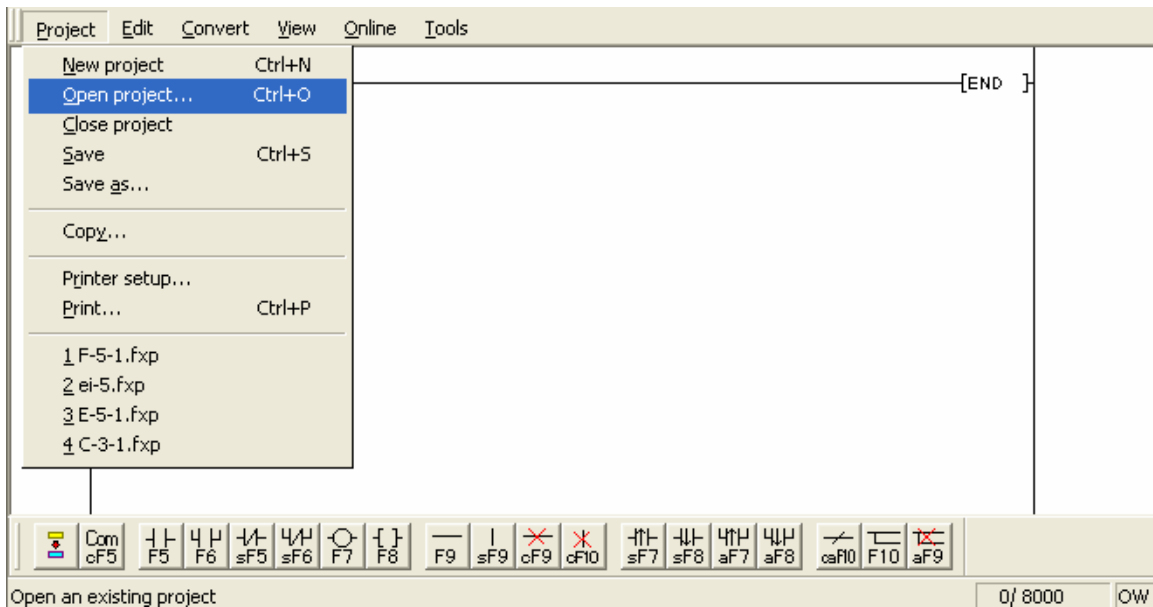 Project Edit Convert View Online Tools
New project Ctrl+N
Open project... Ctrl+O
[END ]
Close project
Save Ctrl+S
Save as...
Copy...
Printer setup...
Print... Ctrl+P
1 F-5-1.fxp
2 ei-5.fxp
3 E-5-1.fxp
4 C-3-1.fxp
Com
cF5 F5 F6 sF5 sF6 F7 F8 F9 sF9 cF9 cF10 sF7 sF8 aF7 aF8 caF10 F10 aF9
Open an existing project 0/ 8000 OW